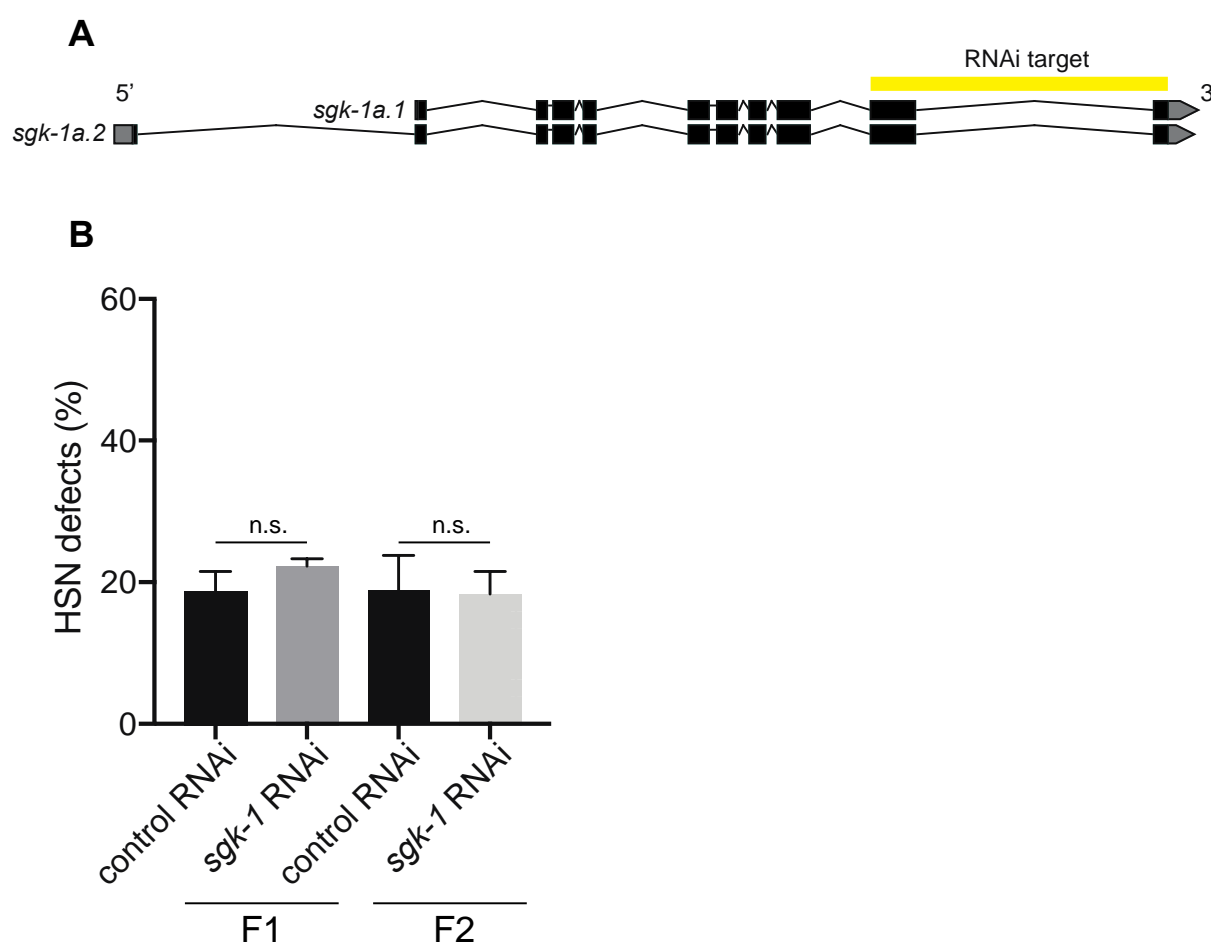 A
RNAi target
5’
3
sgk-1a.1
sgk-1a.2
B
60
40
20
0
HSN defects (%)
n.s.
n.s.
control RNAi
sgk-1 RNAi
control RNAi
sgk-1 RNAi
F1
F2